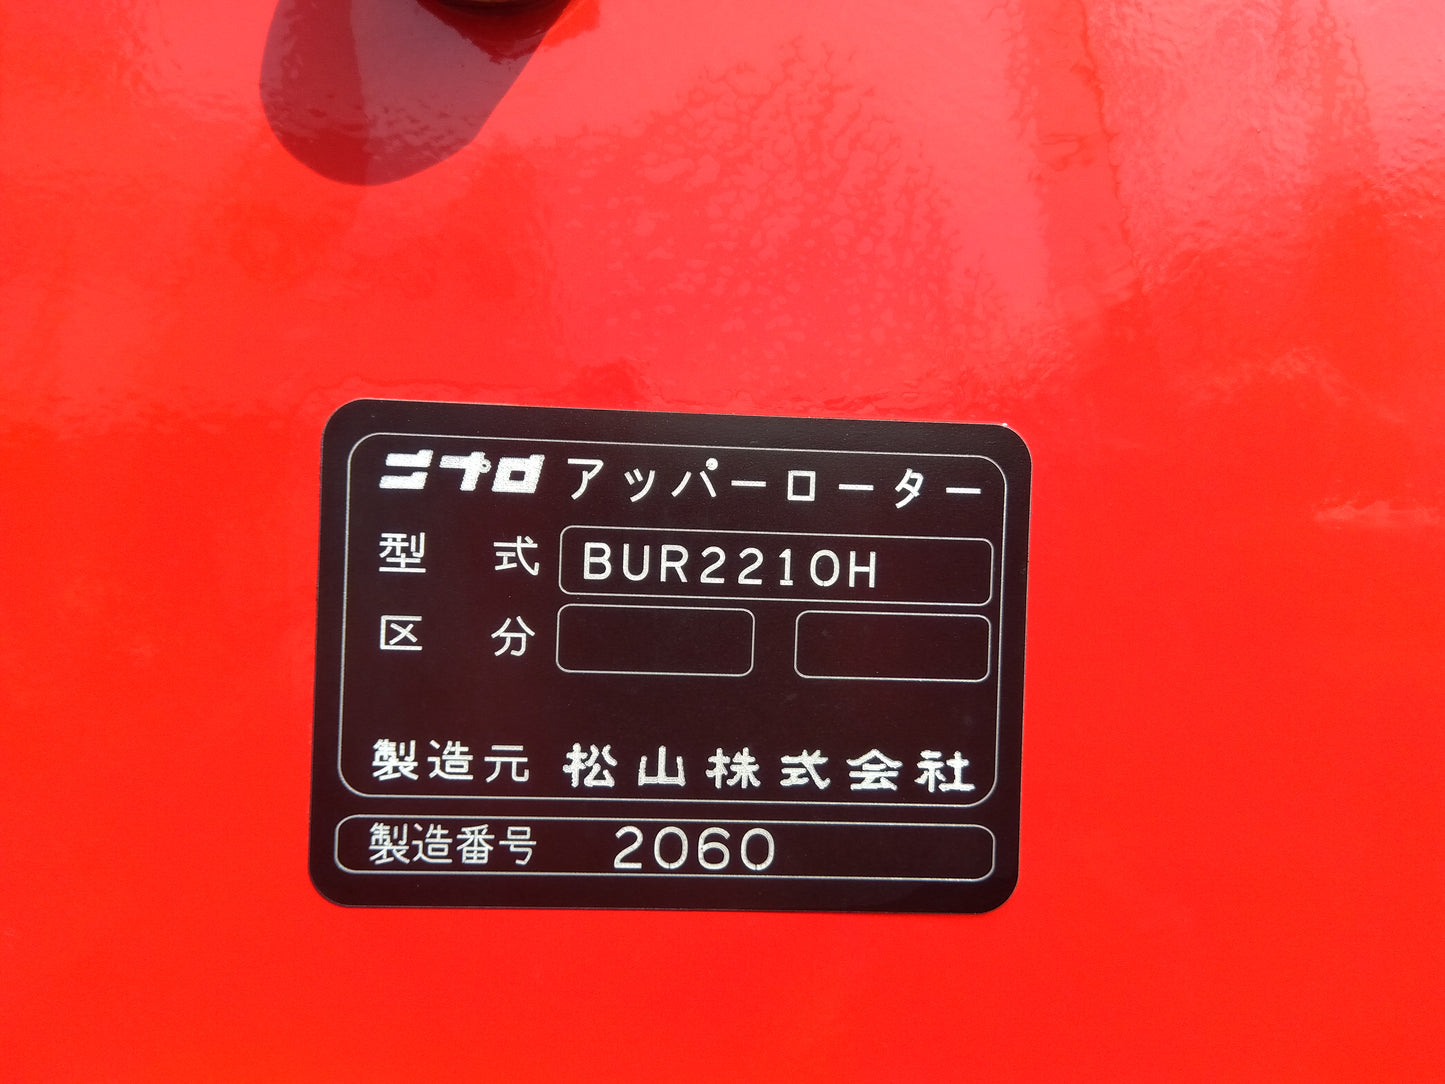 ニプロ アッパーローター
型式 BUR2210H
区分
製造元 松山株式会社
製造番号 2060